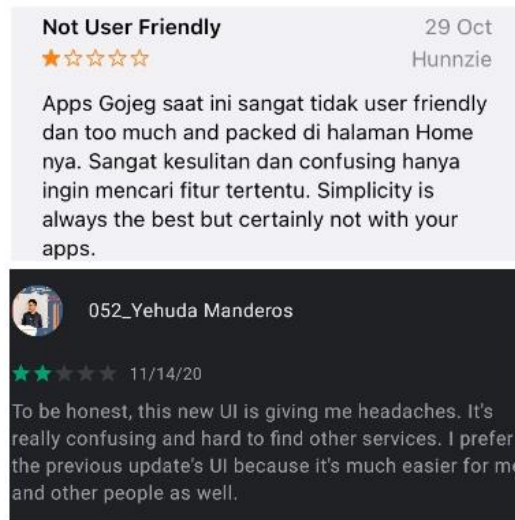 Not User Friendly 29 Oct
Hunnzie
Apps Gojeg saat ini sangat tidak user friendly
dan too much and packed di halaman Home
nya. Sangat kesulitan dan confusing hanya
ingin mencari fitur tertentu. Simplicity is
always the best but certainly not with your
apps.
052_Yehuda Manderos
11/14/20
To be honest, this new UI is giving me headaches. It's
really confusing and hard to find other services. I prefer
the previous update's UI because it's much easier for me
and other people as well.